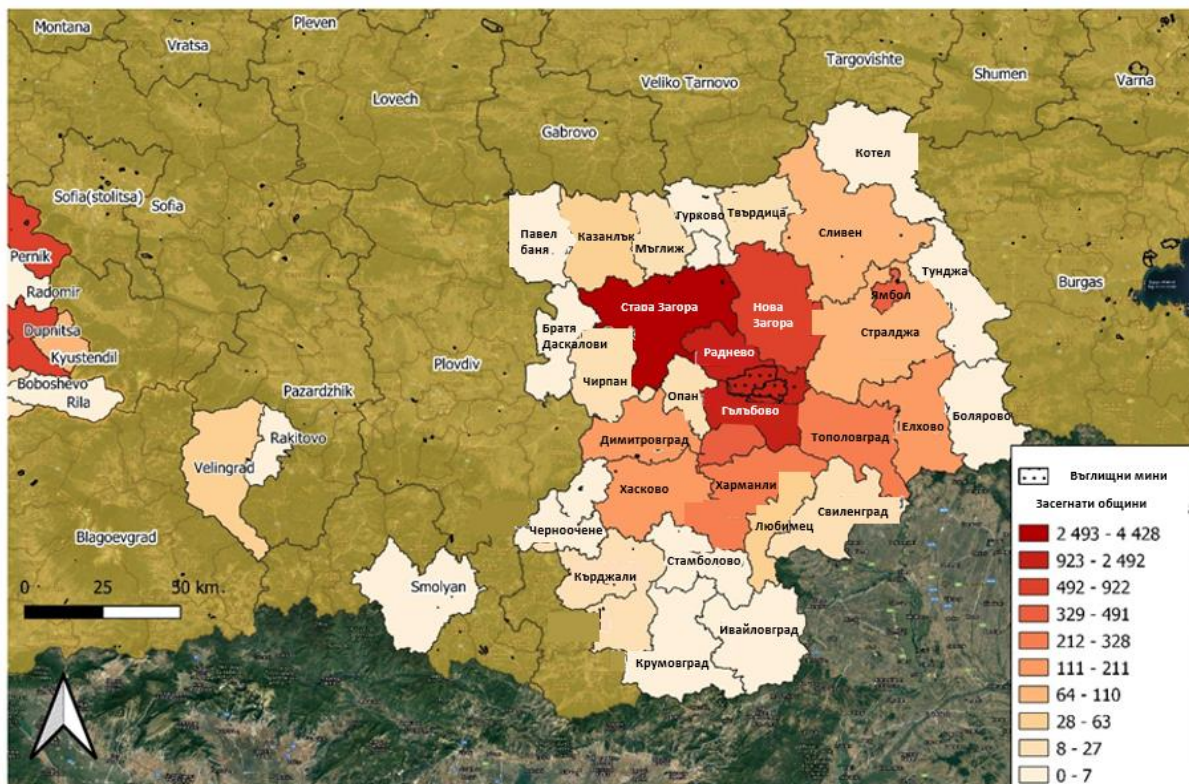 Montana
Vratsa
Pleven
Lovech
Veliko Tarnovo
Targovishte
Shumen
Varna
Gabrovo
Sofia(stolitsa)
Sofia
Pernik
Radomir
Dupnitsa
Kyustendil
Boboshevo
Rila
Pazardzhik
Plovdiv
Rakitovo
Velingrad
Blagoevgrad
Smolyan
Burgas
Котел
Павел
баня
Казанлък
Мъглиж
Гурково
Твърдица
Сливен
Тунджа
Ямбол
Стара Загора
Нова
Загора
Стралджа
Братя
Даскалови
Раднево
Чирпан
Опан
Гълъбово
Димитровград
Тополовград
Елхово
Болярово
Хасково
Харманли
Свиленград
Любимец
Черноочене
Стамболово
Кърджали
Ивайловград
Крумовград
0 25 50 km.
Въглищни мини
Засегнати общини
2 493 - 4 428
923 - 2 492
492 - 922
329 - 491
212 - 328
111 - 211
64 - 110
28 - 63
8 - 27
0 - 7